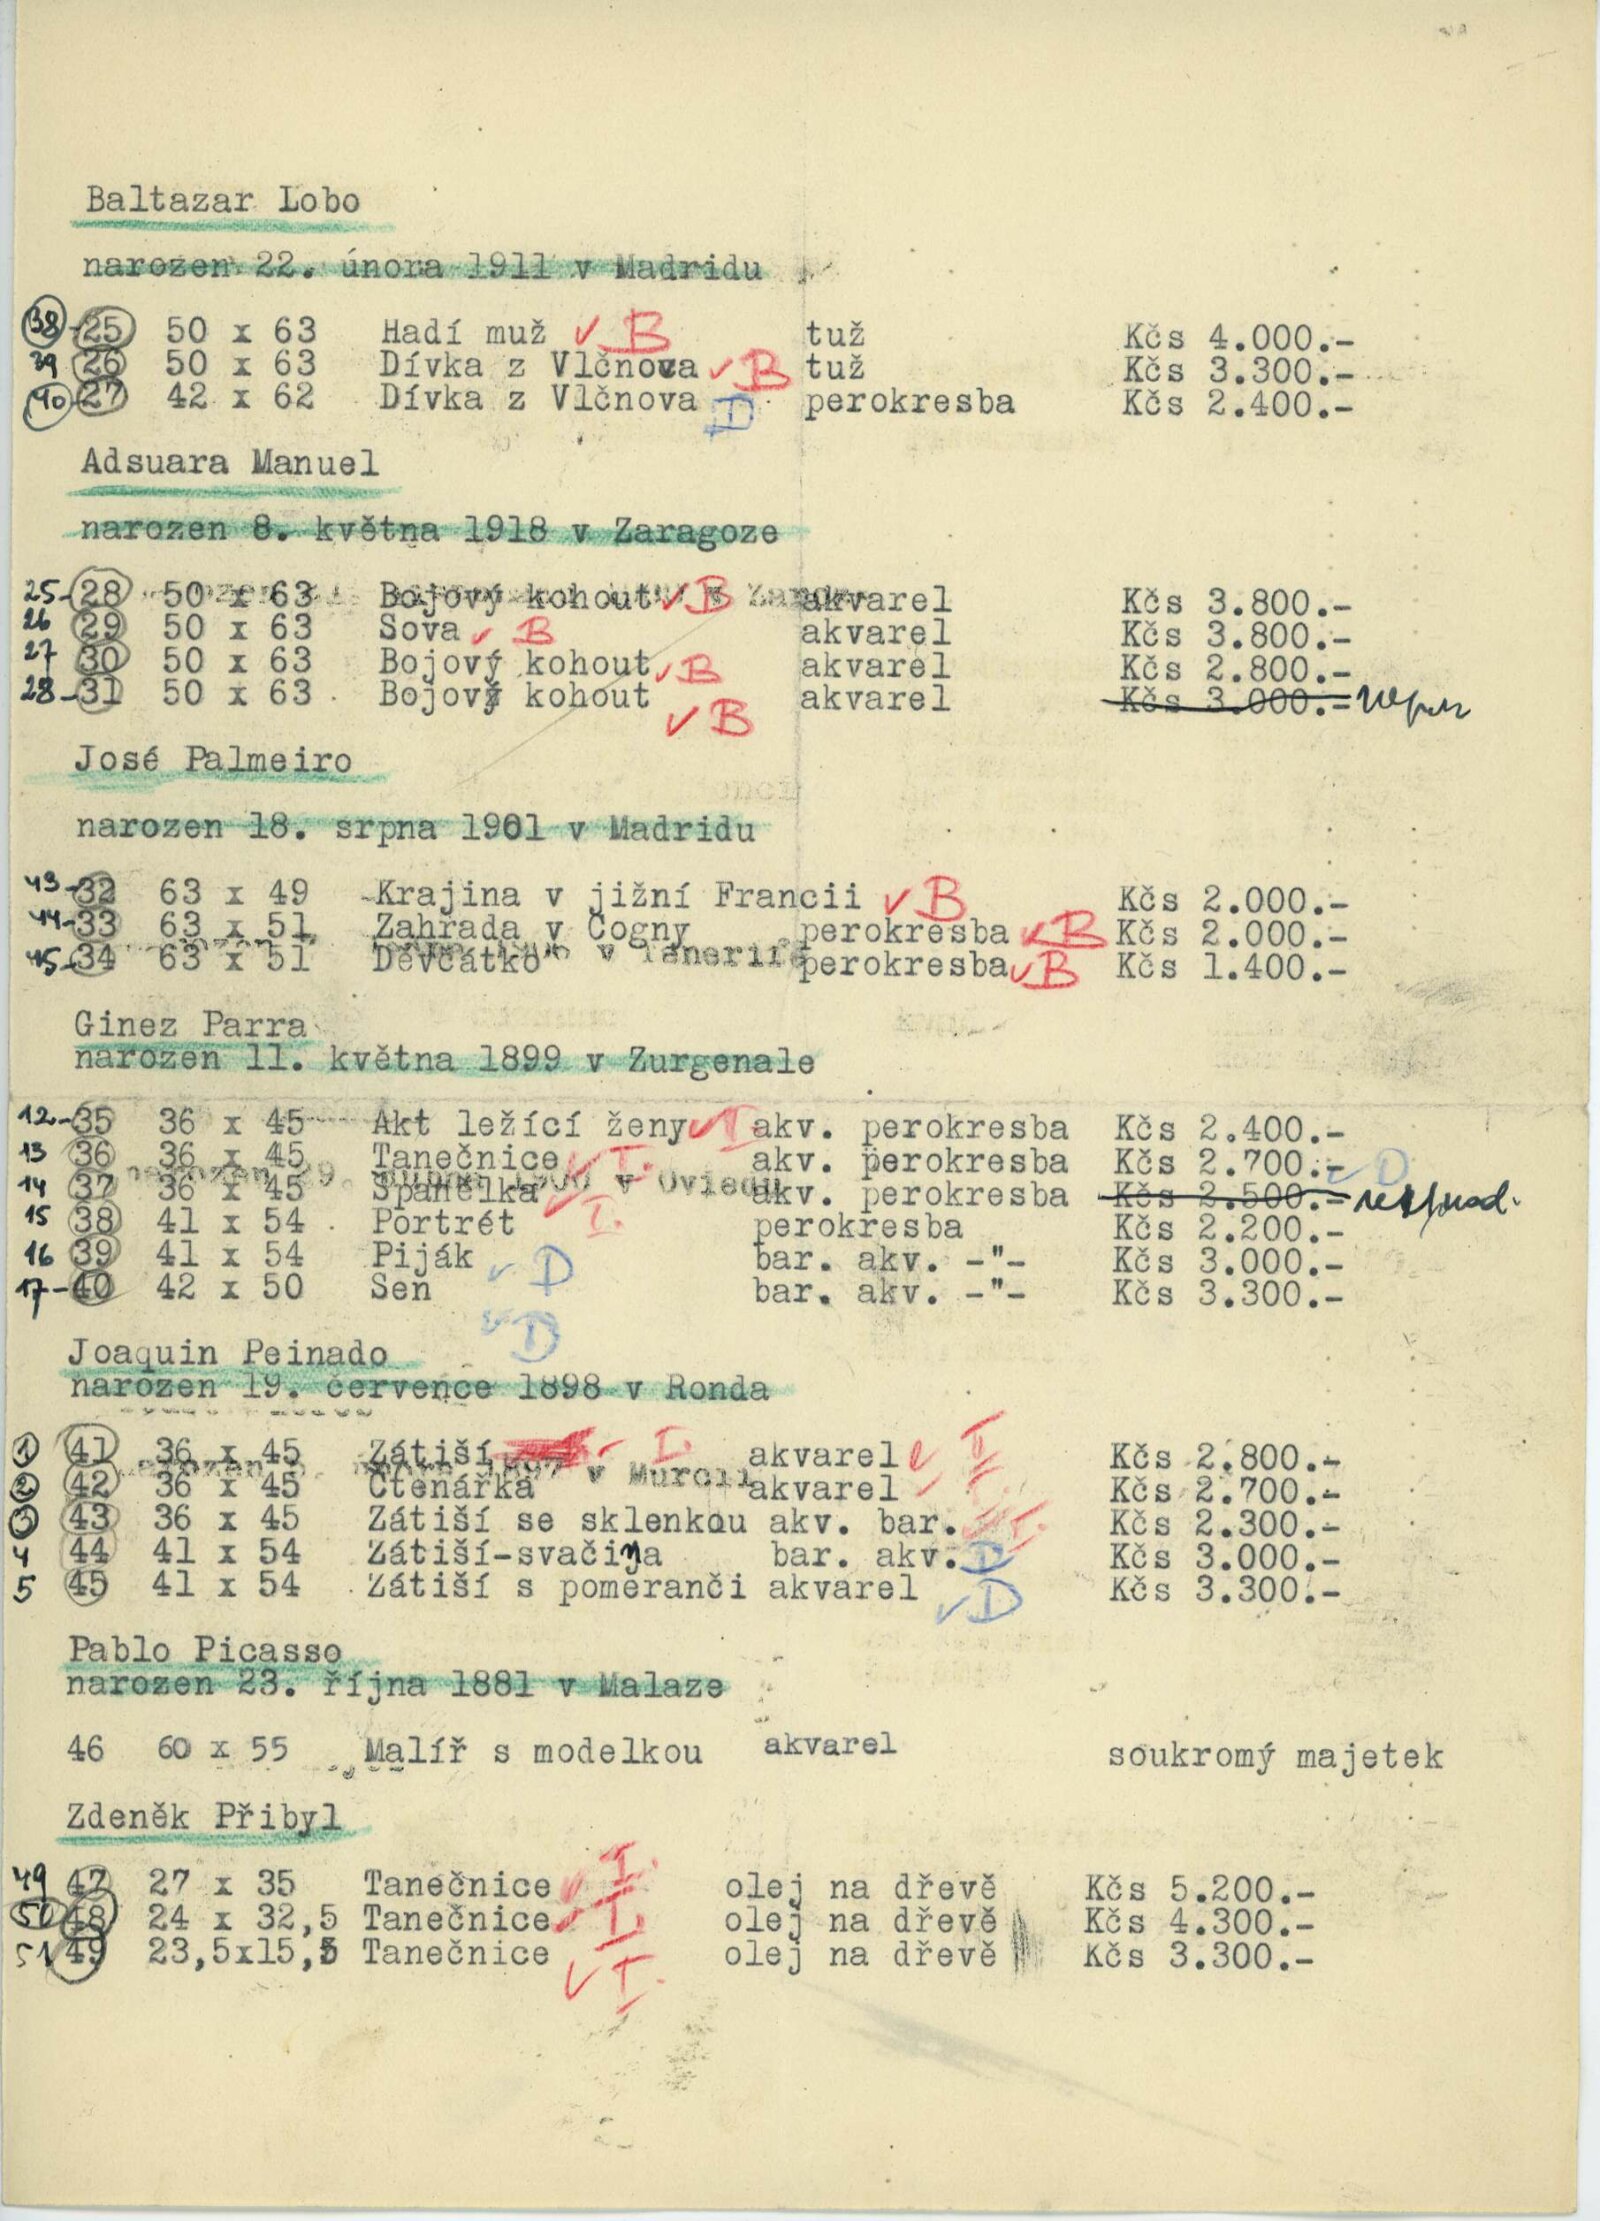 Baltazar Lobo
narozen 22. února 1911 v Madridu
38 - 25 50 x 63 Hadí muž B tuž Kčs 4.000.-
39 26 50 x 63 Dívka z Vlčnova B tuž Kčs 3.300.-
40 27 42 x 62 Dívka z Vlčnova D perokresba Kčs 2.400.-
Adsuara Manuel
narozen 8. května 1918 v Zaragoze
25- 28 50 x 63 Bojový kohout B akvarel Kčs 3.800.-
26 29 50 x 63 Sova B akvarel Kčs 3.800.-
27 30 50 x 63 Bojový kohout B akvarel Kčs 2.800.-
28- 31 50 x 63 Bojový kohout B akvarel Kčs 3.000.-
José Palmeiro
narozen 18. srpna 1901 v Madridu
43- 32 63 x 49 Krajina v jižní Francii B Kčs 2.000.-
44- 33 63 x 51 Zahrada v Cogny perokresba B Kčs 2.000.-
45- 34 63 x 51 Děvčátko perokresba B Kčs 1.400.-
Ginez Parra
narozen 11. května 1899 v Zurgenale
12- 35 36 x 45 Akt ležící ženy I akv. perokresba Kčs 2.400.-
13 36 36 x 45 Tanečnice I. akv. perokresba Kčs 2.700.- D
14 37 36 x 45 Španělka I. akv. perokresba Kčs 2.500.-
15 38 41 x 54 Portrét perokresba Kčs 2.200.-
16 39 41 x 54 Piják D bar. akv. -"- Kčs 3.000.-
17- 40 42 x 50 Sen D bar. akv. -"- Kčs 3.300.-
Joaquin Peinado
narozen 19. července 1898 v Ronda
1 41 36 x 45 Zátiší - I. akvarel I. Kčs 2.800.-
2 42 36 x 45 Čtenářka akvarel I. Kčs 2.700.-
3 43 36 x 45 Zátiší se sklenkou akv. bar. I. Kčs 2.300.-
4 44 41 x 54 Zátiší-svačina bar. akv. D Kčs 3.000.-
5 45 41 x 54 Zátiší s pomeranči akvarel D Kčs 3.300.-
Pablo Picasso
narozen 23. října 1881 v Malaze
46 60 x 55 Malíř s modelkou akvarel soukromý majetek
Zdeněk Přibyl
49 47 27 x 35 Tanečnice I. olej na dřevě Kčs 5.200.-
50 48 24 x 32,5 Tanečnice I. olej na dřevě Kčs 4.300.-
51 49 23,5x15,5 Tanečnice I. olej na dřevě Kčs 3.300.-